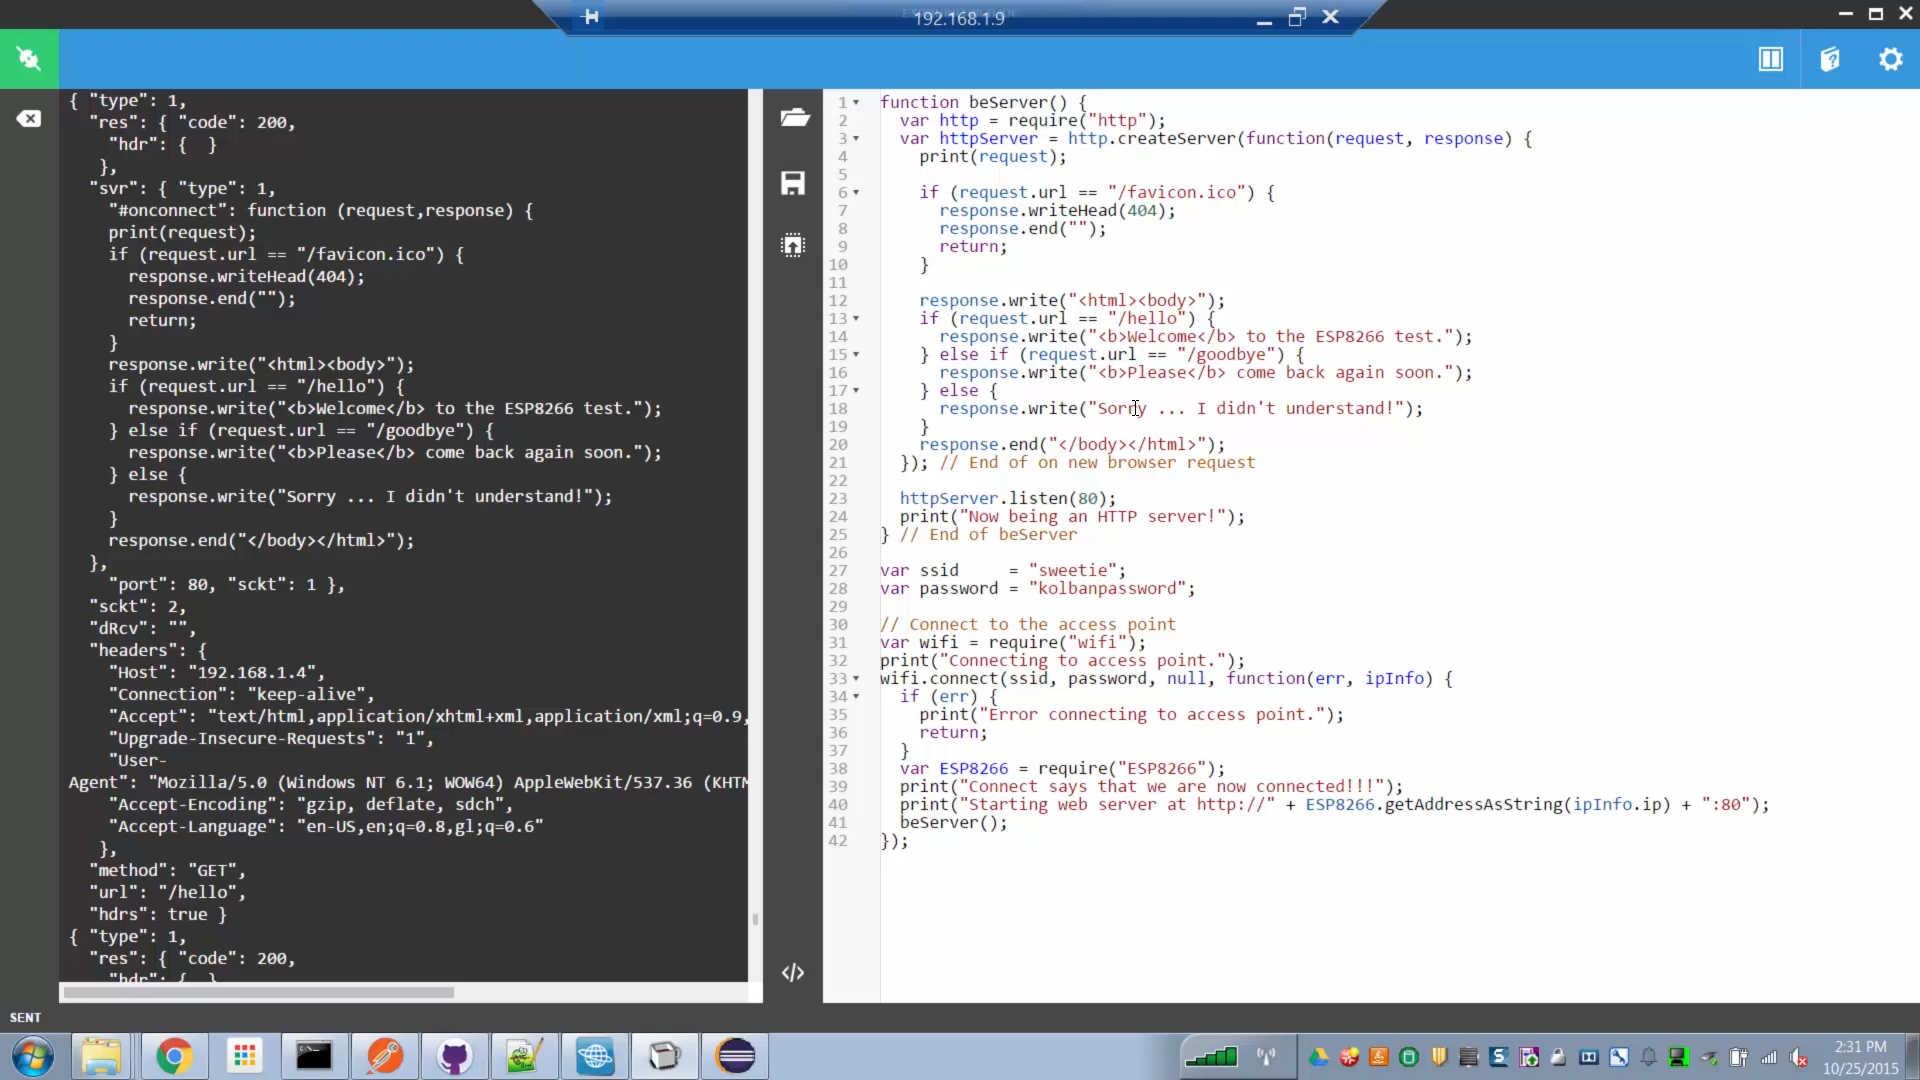 192.168.1.9
{ "type": 1,
"res": { "code": 200,
"hdr": {  }
},
"svr": { "type": 1,
"#onconnect": function (request,response) {
print(request);
if (request.url == "/favicon.ico") {
response.writeHead(404);
response.end("");
return;
}
response.write("<html><body>");
if (request.url == "/hello") {
response.write("<b>Welcome</b> to the ESP8266 test.");
} else if (request.url == "/goodbye") {
response.write("<b>Please</b> come back again soon.");
} else {
response.write("Sorry ... I didn't understand!");
}
response.end("</body></html>");
},
"port": 80, "sckt": 1 },
"sckt": 2,
"dRcv": "",
"headers": {
"Host": "192.168.1.4",
"Connection": "keep-alive",
"Accept": "text/html,application/xhtml+xml,application/xml;q=0.9,
"Upgrade-Insecure-Requests": "1",
"User-
Agent": "Mozilla/5.0 (Windows NT 6.1; WOW64) AppleWebKit/537.36 (KHTM
"Accept-Encoding": "gzip, deflate, sdch",
"Accept-Language": "en-US,en;q=0.8,gl;q=0.6"
},
"method": "GET",
"url": "/hello",
"hdrs": true }
{ "type": 1,
"res": { "code": 200,
"hdr": {  }
1 function beServer() {
2 var http = require("http");
3 var httpServer = http.createServer(function(request, response) {
4 print(request);
5
6 if (request.url == "/favicon.ico") {
7 response.writeHead(404);
8 response.end("");
9 return;
10 }
11
12 response.write("<html><body>");
13 if (request.url == "/hello") {
14 response.write("<b>Welcome</b> to the ESP8266 test.");
15 } else if (request.url == "/goodbye") {
16 response.write("<b>Please</b> come back again soon.");
17 } else {
18 response.write("Sorry ... I didn't understand!");
19 }
20 response.end("</body></html>");
21 }); // End of on new browser request
22
23 httpServer.listen(80);
24 print("Now being an HTTP server!");
25 } // End of beServer
26
27 var ssid     = "sweetie";
28 var password = "kolbanpassword";
29
30 // Connect to the access point
31 var wifi = require("wifi");
32 print("Connecting to access point.");
33 wifi.connect(ssid, password, null, function(err, ipInfo) {
34 if (err) {
35 print("Error connecting to access point.");
36 return;
37 }
38 var ESP8266 = require("ESP8266");
39 print("Connect says that we are now connected!!!");
40 print("Starting web server at http://" + ESP8266.getAddressAsString(ipInfo.ip) + ":80");
41 beServer();
42 });
SENT
2:31 PM
10/25/2015